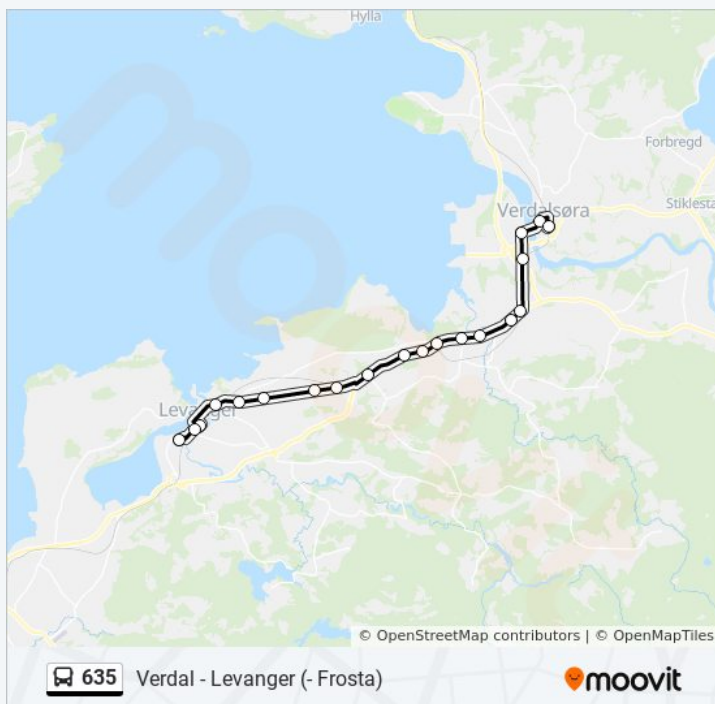 Hylla
Forbregd
Verdalsøra
Stiklesta
Levanger
© OpenStreetMap contributors | © OpenMapTiles
635 Verdal - Levanger (- Frosta)
moovit